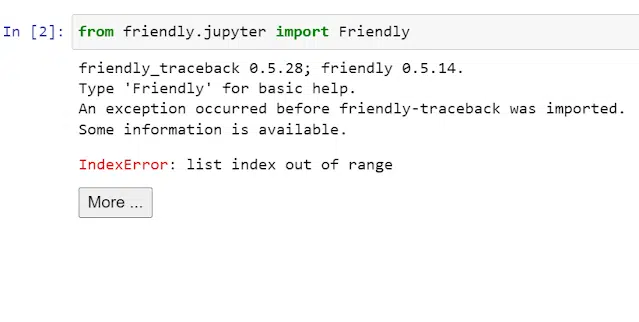 In [2]: from friendly.jupyter import Friendly
friendly_traceback 0.5.28; friendly 0.5.14.
Type 'Friendly' for basic help.
An exception occurred before friendly-traceback was imported.
Some information is available.
IndexError: list index out of range
More ...